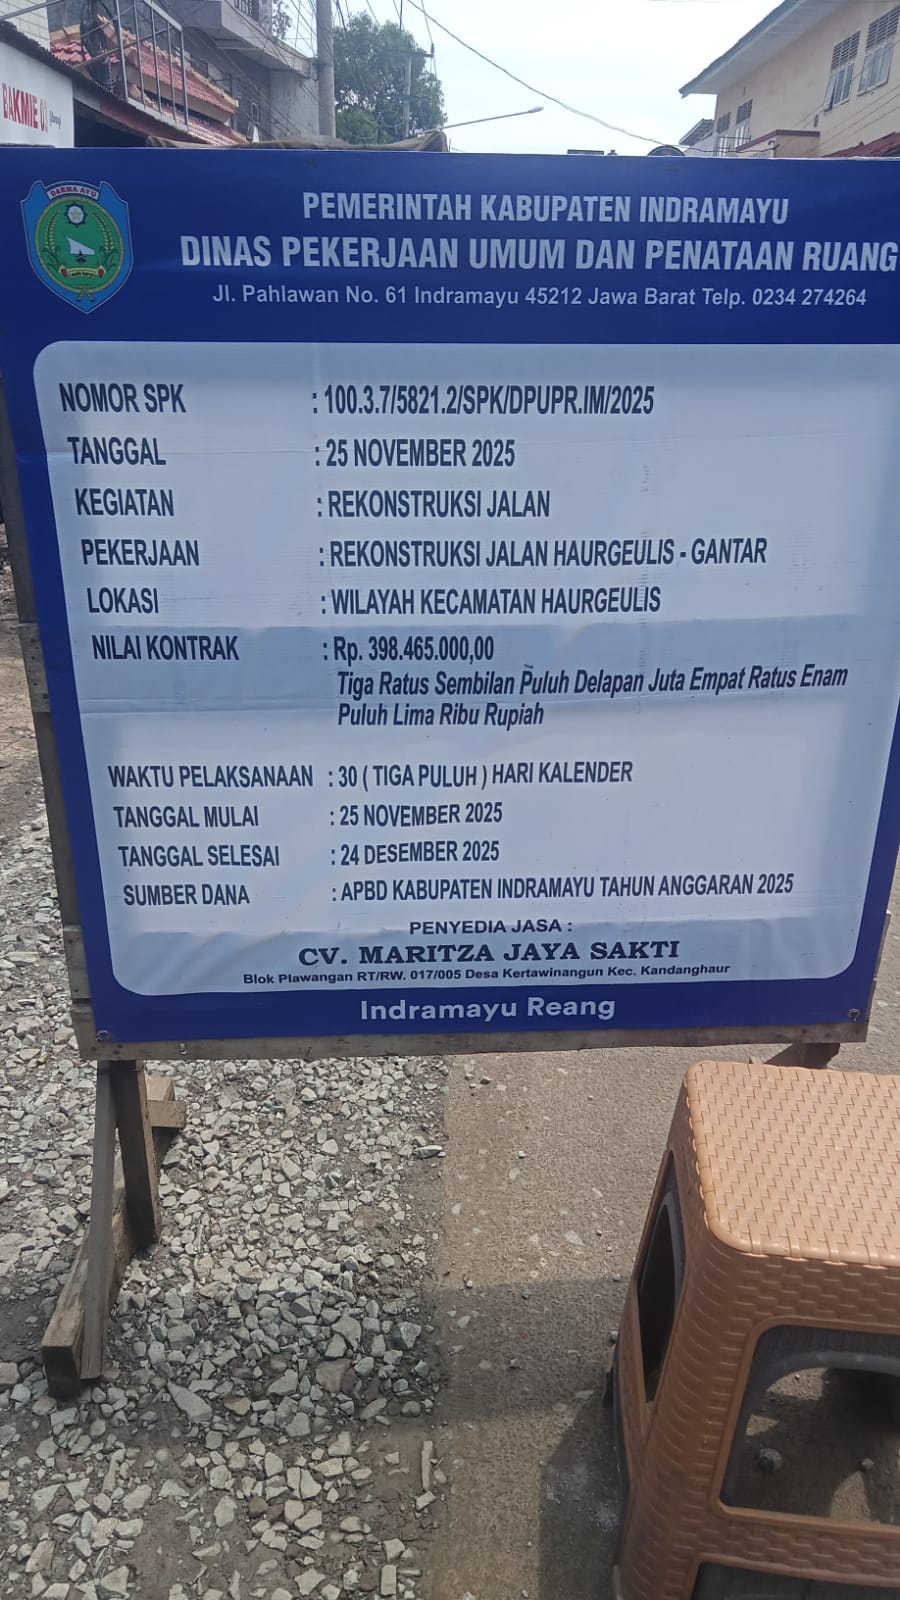 BAKMIE
DARMA AYU
PEMERINTAH KABUPATEN INDRAMAYU
DINAS PEKERJAAN UMUM DAN PENATAAN RUANG
Jl. Pahlawan No. 61 Indramayu 45212 Jawa Barat Telp. 0234 274264
NOMOR SPK : 100.3.7/5821.2/SPK/DPUPR.IM/2025
TANGGAL : 25 NOVEMBER 2025
KEGIATAN : REKONSTRUKSI JALAN
PEKERJAAN : REKONSTRUKSI JALAN HAURGEULIS - GANTAR
LOKASI : WILAYAH KECAMATAN HAURGEULIS
NILAI KONTRAK : Rp. 398.465.000,00
Tiga Ratus Sembilan Puluh Delapan Juta Empat Ratus Enam
Puluh Lima Ribu Rupiah
WAKTU PELAKSANAAN : 30 ( TIGA PULUH ) HARI KALENDER
TANGGAL MULAI : 25 NOVEMBER 2025
TANGGAL SELESAI : 24 DESEMBER 2025
SUMBER DANA : APBD KABUPATEN INDRAMAYU TAHUN ANGGARAN 2025
PENYEDIA JASA :
CV. MARITZA JAYA SAKTI
Blok Plawangan RT/RW. 017/005 Desa Kertawinangun Kec. Kandanghaur
Indramayu Reang